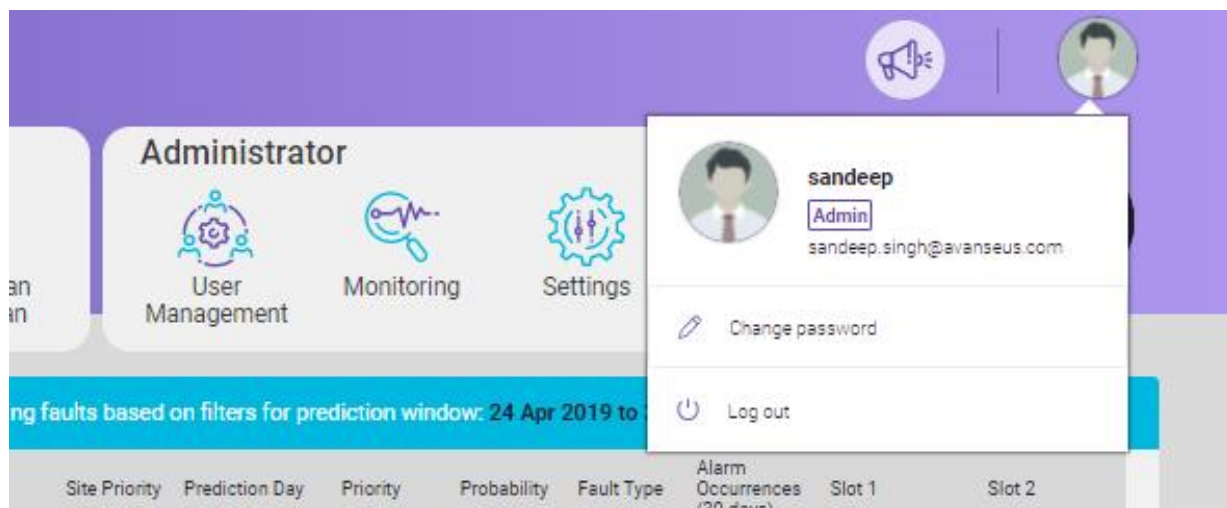 Administrator
an
an
User
Management
Monitoring
Settings
sandeep
Admin
sandeep.singh@avanseus.com
Change password
Log out
ng faults based on filters for prediction window: 24 Apr 2019 to
Site Priority Prediction Day Priority Probability Fault Type Alarm Occurrences (30 days) Slot 1 Slot 2